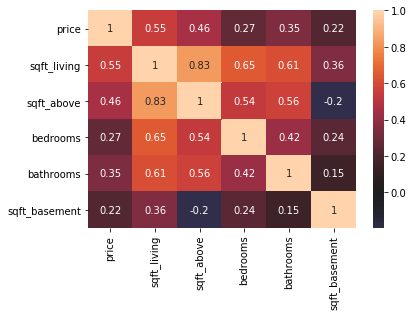 price 1 0.55 0.46 0.27 0.35 0.22
sqft_living 0.55 1 0.83 0.65 0.61 0.36
sqft_above 0.46 0.83 1 0.54 0.56 -0.2
bedrooms 0.27 0.65 0.54 1 0.42 0.24
bathrooms 0.35 0.61 0.56 0.42 1 0.15
sqft_basement 0.22 0.36 -0.2 0.24 0.15 1
price
sqft_living
sqft_above
bedrooms
bathrooms
sqft_basement
1.0
0.8
0.6
0.4
0.2
0.0